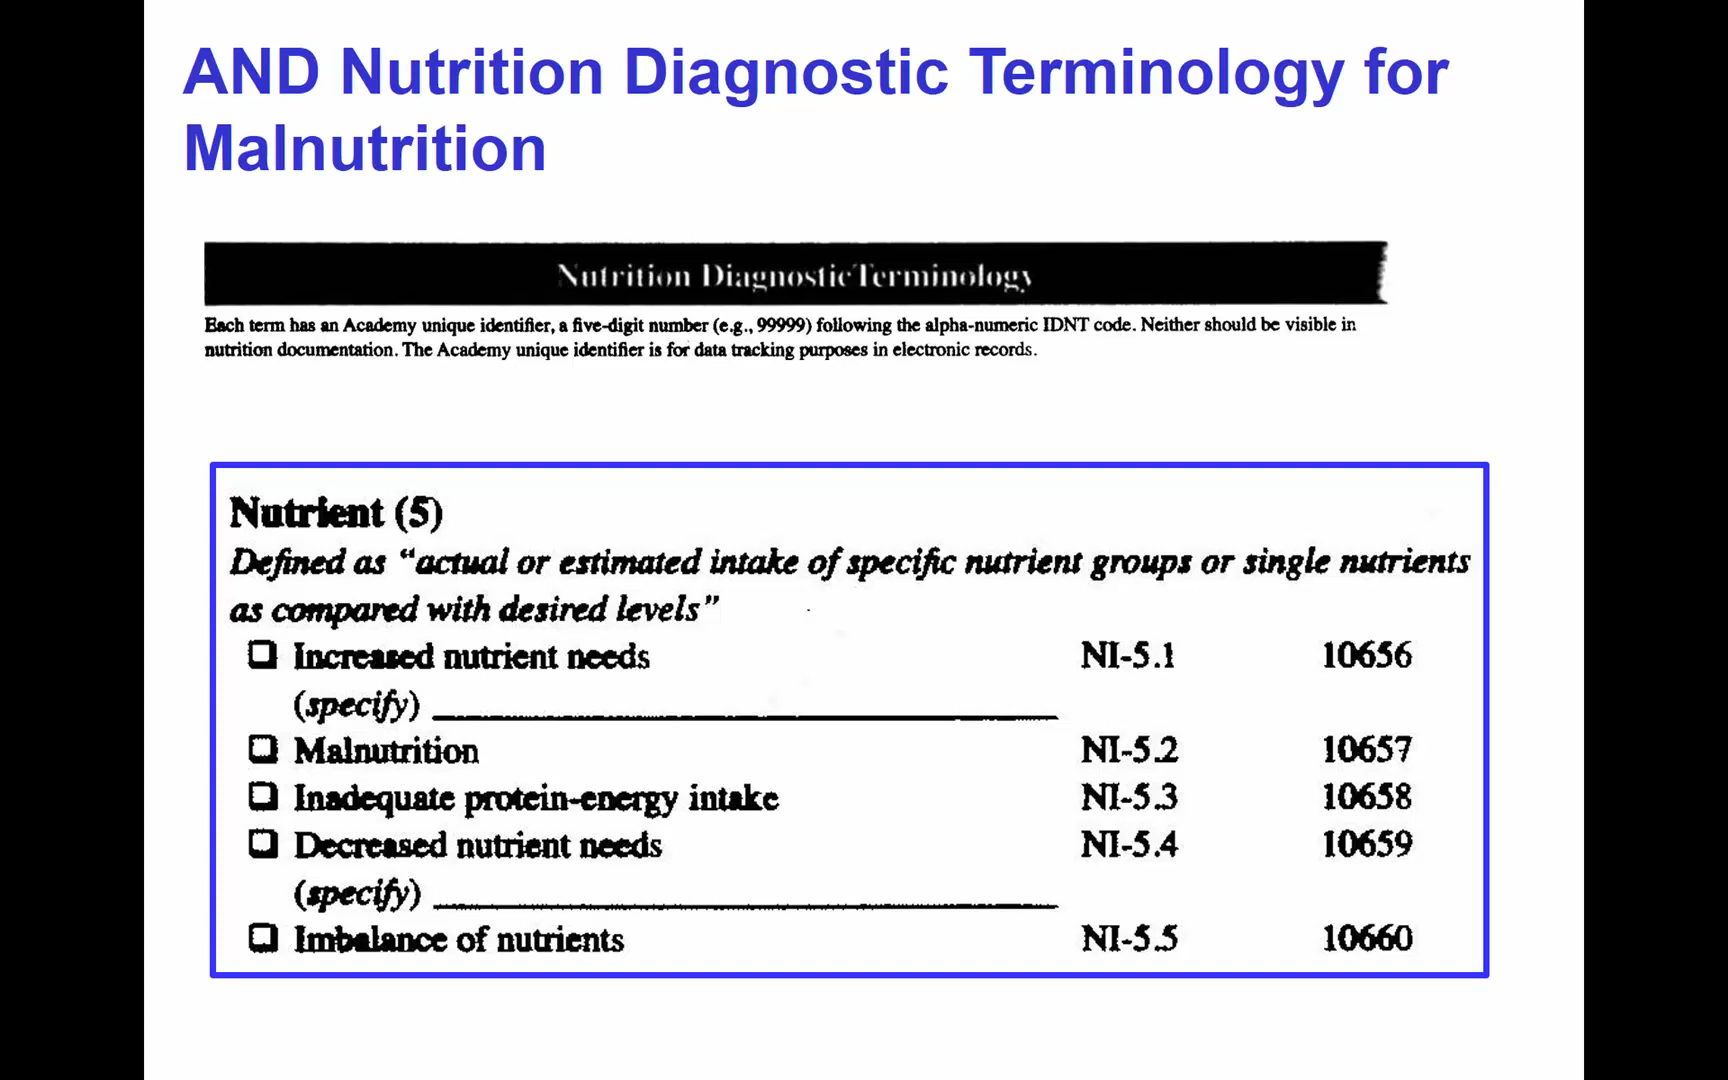 AND Nutrition Diagnostic Terminology for
Malnutrition
Nutrition Diagnostic Terminology
Each term has an Academy unique identifier, a five-digit number (e.g., 99999) following the alpha-numeric IDNT code. Neither should be visible in
nutrition documentation. The Academy unique identifier is for data tracking purposes in electronic records.
Nutrient (5)
Defined as “actual or estimated intake of specific nutrient groups or single nutrients
as compared with desired levels”
❑ Increased nutrient needs NI-5.1 10656
(specify) ____________________
❑ Malnutrition NI-5.2 10657
❑ Inadequate protein-energy intake NI-5.3 10658
❑ Decreased nutrient needs NI-5.4 10659
(specify) ____________________
❑ Imbalance of nutrients NI-5.5 10660